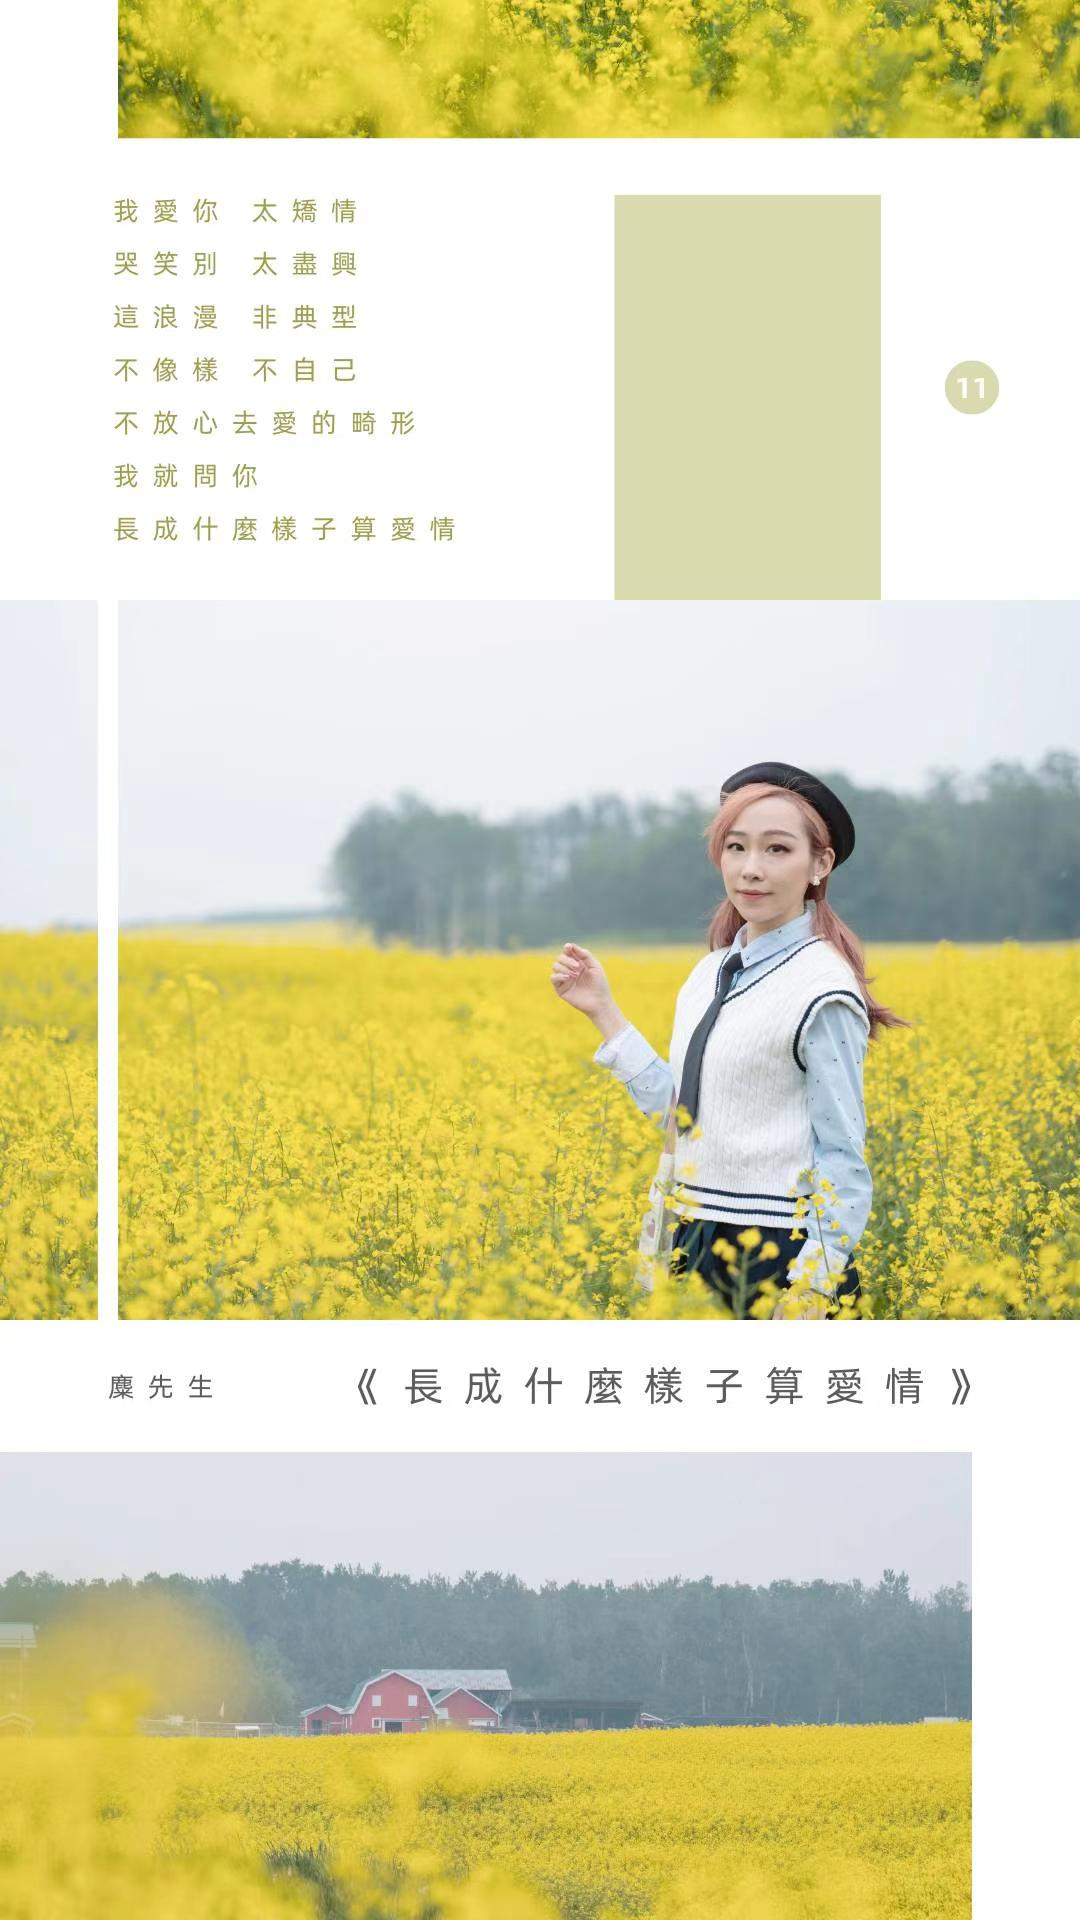 我愛你 太矯情
哭笑別 太盡興
這浪漫 非典型
不像樣 不自己
不放心去愛的畸形
我就問你
長成什麼樣子算愛情
11
麋先生
《長成什麼樣子算愛情》